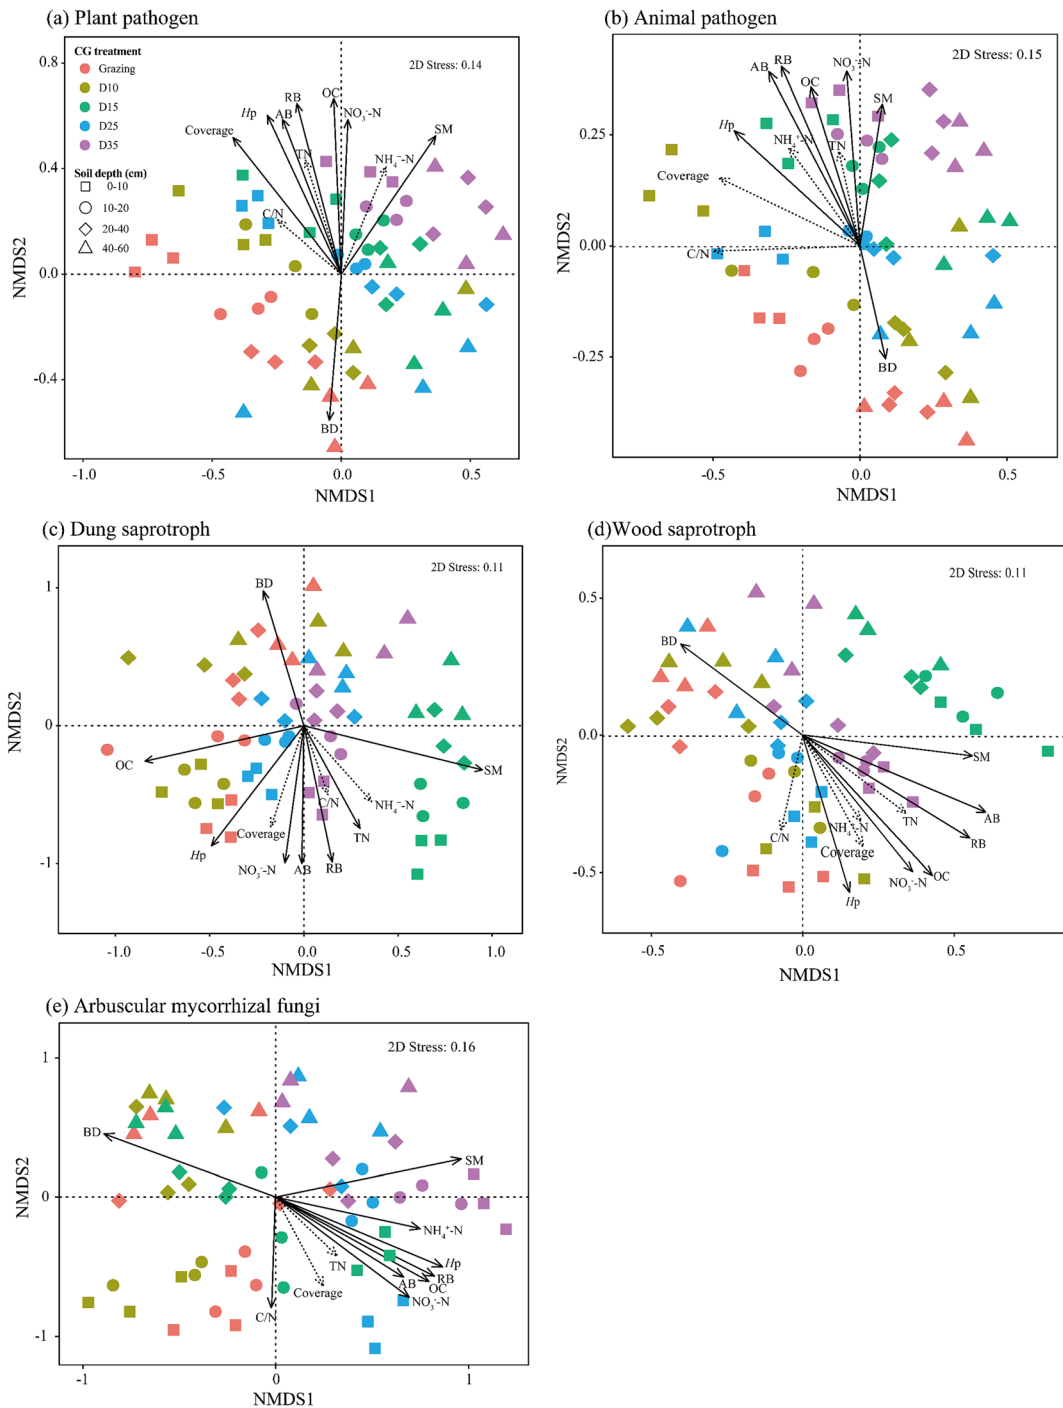 (a) Plant pathogen
CG treatment
Grazing
D10
D15
D25
D35
Soil depth (cm)
0-10
10-20
20-40
40-60
2D Stress: 0.14
Hp
AB
RB
OC
NO₃⁻-N
SM
Coverage
TN
NH₄⁺-N
C/N
BD
0.8
0.4
0.0
-0.4
NMDS2
-1.0
-0.5
0.0
0.5
NMDS1
(b) Animal pathogen
2D Stress: 0.15
AB
RB
OC
NO₃⁻-N
SM
Hp
NH₄⁺-N
TN
Coverage
C/N
BD
0.25
0.00
-0.25
NMDS2
-0.5
0.0
0.5
NMDS1
(c) Dung saprotroph
2D Stress: 0.11
BD
OC
SM
C/N
NH₄⁺-N
TN
Coverage
Hp
NO₃⁻-N
AB
RB
1
0
-1
NMDS2
-1.0
-0.5
0.0
0.5
1.0
NMDS1
(d)Wood saprotroph
2D Stress: 0.11
BD
SM
AB
TN
RB
NH₄⁺-N
C/N
Coverage
OC
NO₃⁻-N
Hp
0.5
0.0
-0.5
NMDS2
-0.5
0.0
0.5
NMDS1
(e) Arbuscular mycorrhizal fungi
2D Stress: 0.16
BD
SM
NH₄⁺-N
TN
Hp
RB
AB
OC
Coverage
NO₃⁻-N
C/N
1
0
-1
NMDS2
-1
0
1
NMDS1